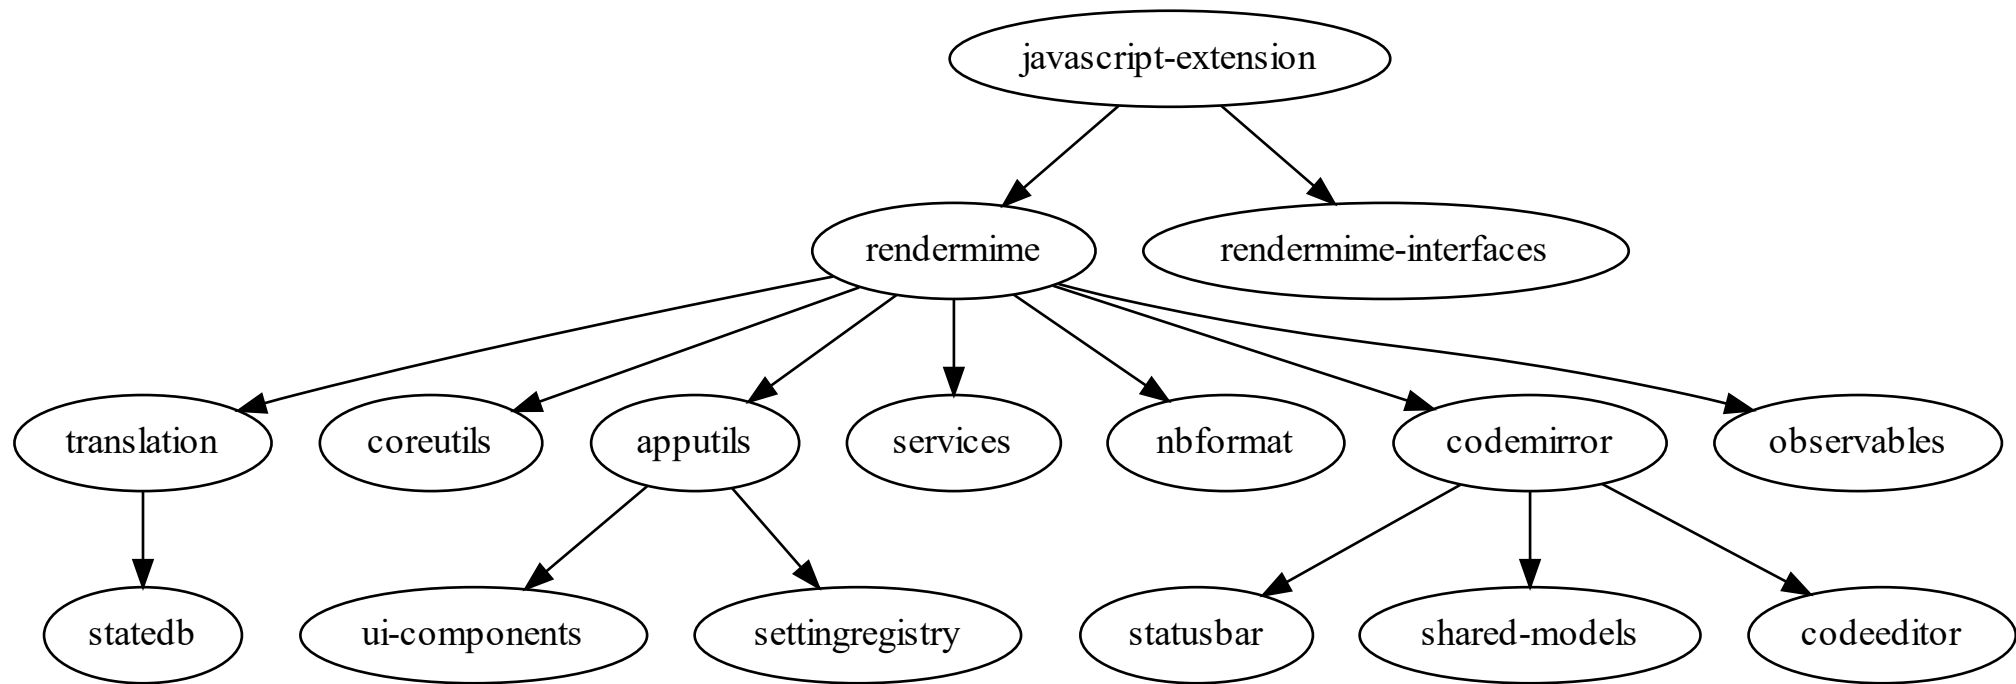 javascript-extension
rendermime
rendermime-interfaces
translation
coreutils
apputils
services
nbformat
codemirror
observables
statedb
ui-components
settingregistry
statusbar
shared-models
codeeditor